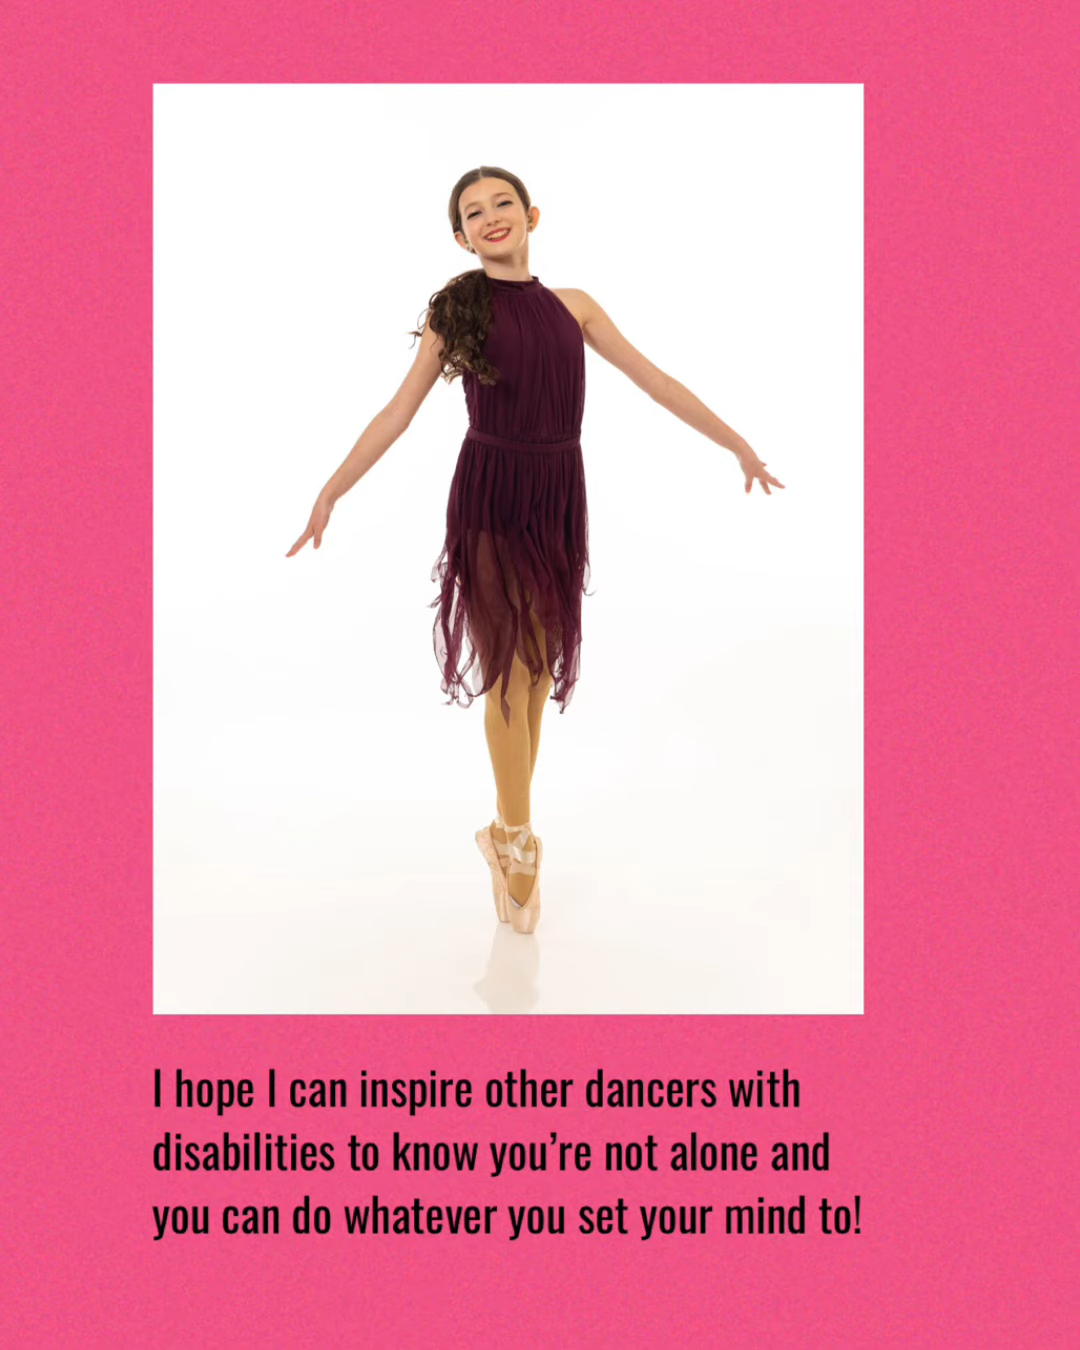 I hope I can inspire other dancers with
disabilities to know you’re not alone and
you can do whatever you set your mind to!